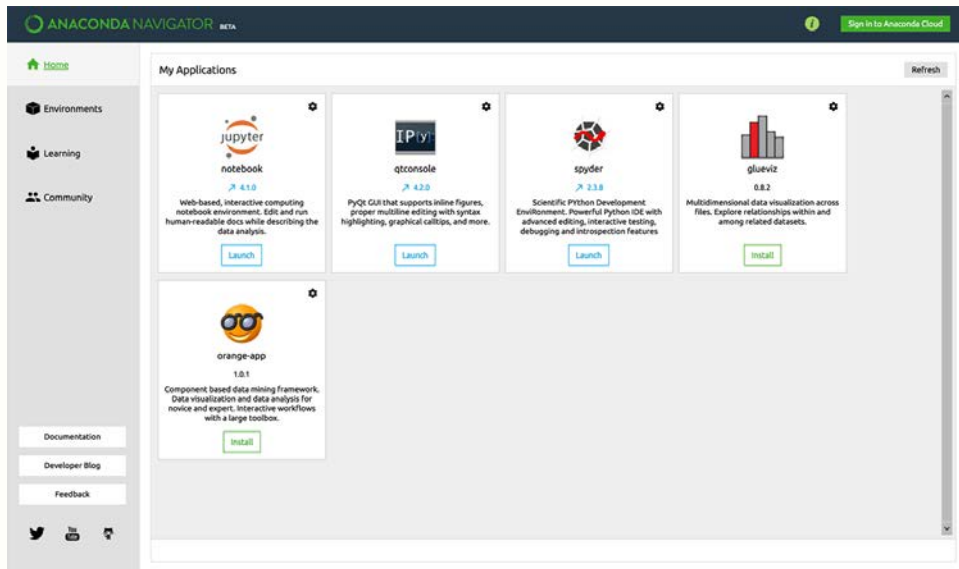 ANACONDA NAVIGATOR BETA
i
Sign in to Anaconda Cloud
Home
Environments
Learning
Community
Documentation
Developer Blog
Feedback
You
Tube
My Applications
Refresh
jupyter
notebook
4.1.0
Web-based, interactive computing
notebook environment. Edit and run
human-readable docs while describing the
data analysis.
Launch
IP[y]
qtconsole
4.2.0
PyQt GUI that supports inline figures,
proper multiline editing with syntax
highlighting, graphical calltips, and more.
Launch
spyder
2.3.8
Scientific PYthon Development
EnviRonment. Powerful Python IDE with
advanced editing, interactive testing,
debugging and introspection features
Launch
glueviz
0.8.2
Multidimensional data visualization across
files. Explore relationships within and
among related datasets.
Install
orange-app
1.0.1
Component based data mining framework.
Data visualization and data analysis for
novice and expert. Interactive workflows
with a large toolbox.
Install